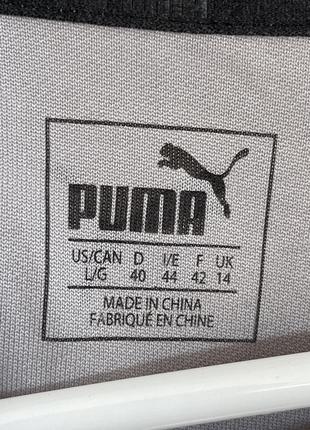 PUMA
US/CAN D I/E F UK
L/G 40 44 42 14
MADE IN CHINA
FABRIQUÉ EN CHINE